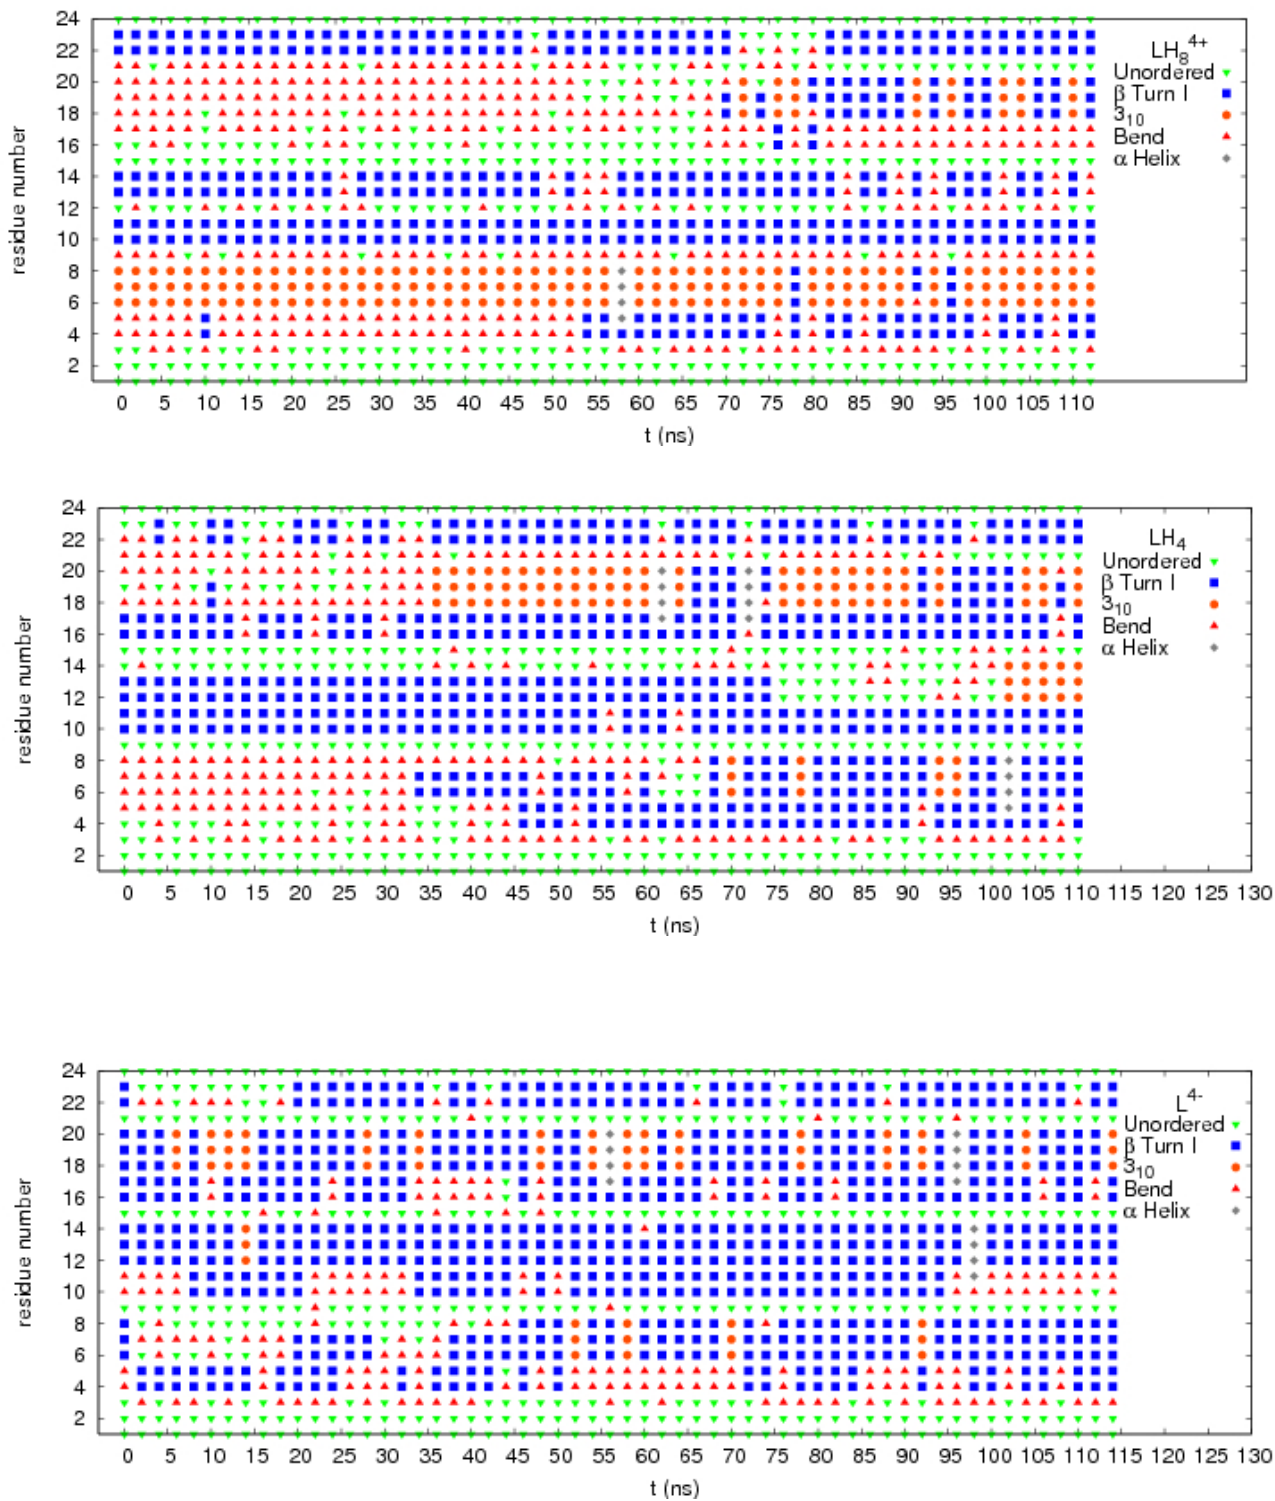 24
22
20
18
16
14
12
10
8
6
4
2
residue number
LH₈⁴⁺
Unordered
β Turn I
3₁₀
Bend
α Helix
0 5 10 15 20 25 30 35 40 45 50 55 60 65 70 75 80 85 90 95 100 105 110
t (ns)
24
22
20
18
16
14
12
10
8
6
4
2
residue number
LH₄
Unordered
β Turn I
3₁₀
Bend
α Helix
0 5 10 15 20 25 30 35 40 45 50 55 60 65 70 75 80 85 90 95 100 105 110 115 120 125 130
t (ns)
24
22
20
18
16
14
12
10
8
6
4
2
residue number
L⁴⁻
Unordered
β Turn I
3₁₀
Bend
α Helix
0 5 10 15 20 25 30 35 40 45 50 55 60 65 70 75 80 85 90 95 100 105 110 115 120 125 130
t (ns)